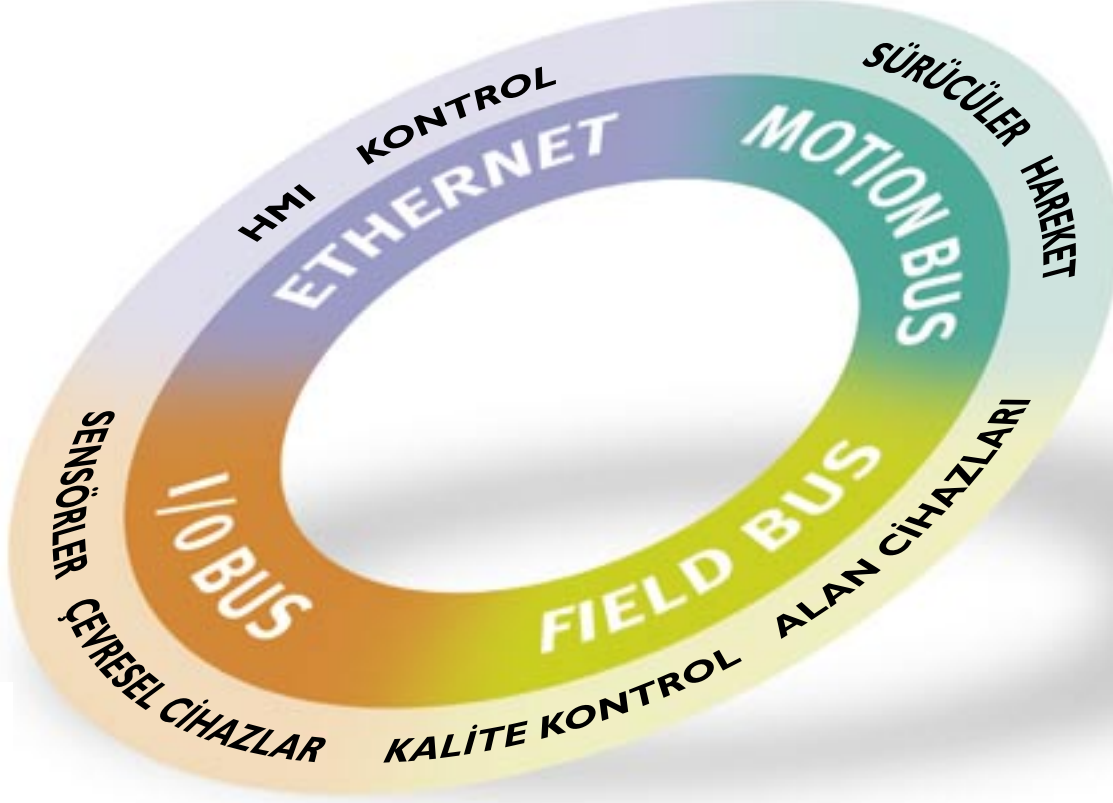 HMI
KONTROL
SÜRÜCÜLER
HAREKET
ETHERNET
MOTION BUS
I/O BUS
FIELD BUS
SENSÖRLER
ÇEVRESEL CİHAZLAR
KALİTE KONTROL
ALAN CİHAZLARI